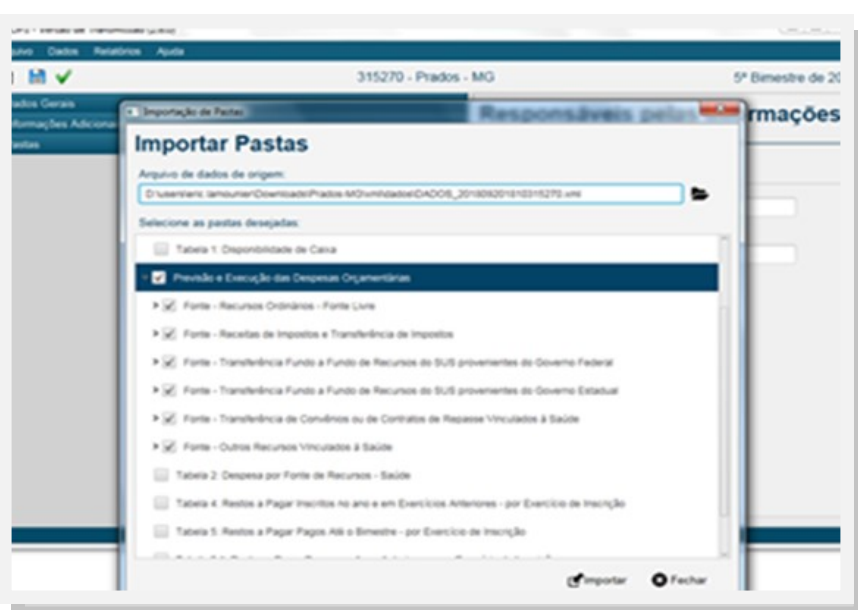 Dados Relatórios Ajuda
315270 - Prados - MG
5º Bimestre de 20
ados Gerais
Importação de Pastas
Responsáveis pelas
rmações
Importar Pastas
Arquivo de dados de origem:
Selecione as pastas desejadas:
Tabela 1: Disponibilidade de Caixa
Previsão e Execução das Despesas Orçamentárias
Fonte - Recursos Ordinários - Fonte Livre
Fonte - Receitas de Impostos e Transferência de Impostos
Fonte - Transferência Fundo a Fundo de Recursos do SUS provenientes do Governo Federal
Fonte - Transferência Fundo a Fundo de Recursos do SUS provenientes do Governo Estadual
Fonte - Transferência de Convênios ou de Contratos de Repasse Vinculados à Saúde
Fonte - Outros Recursos Vinculados à Saúde
Tabela 2: Despesa por Fonte de Recursos - Saúde
Tabela 4: Restos a Pagar Inscritos no ano e em Exercícios Anteriores - por Exercício de Inscrição
Tabela 5: Restos a Pagar Pagos Até o Bimestre - por Exercício de Inscrição
Importar
Fechar